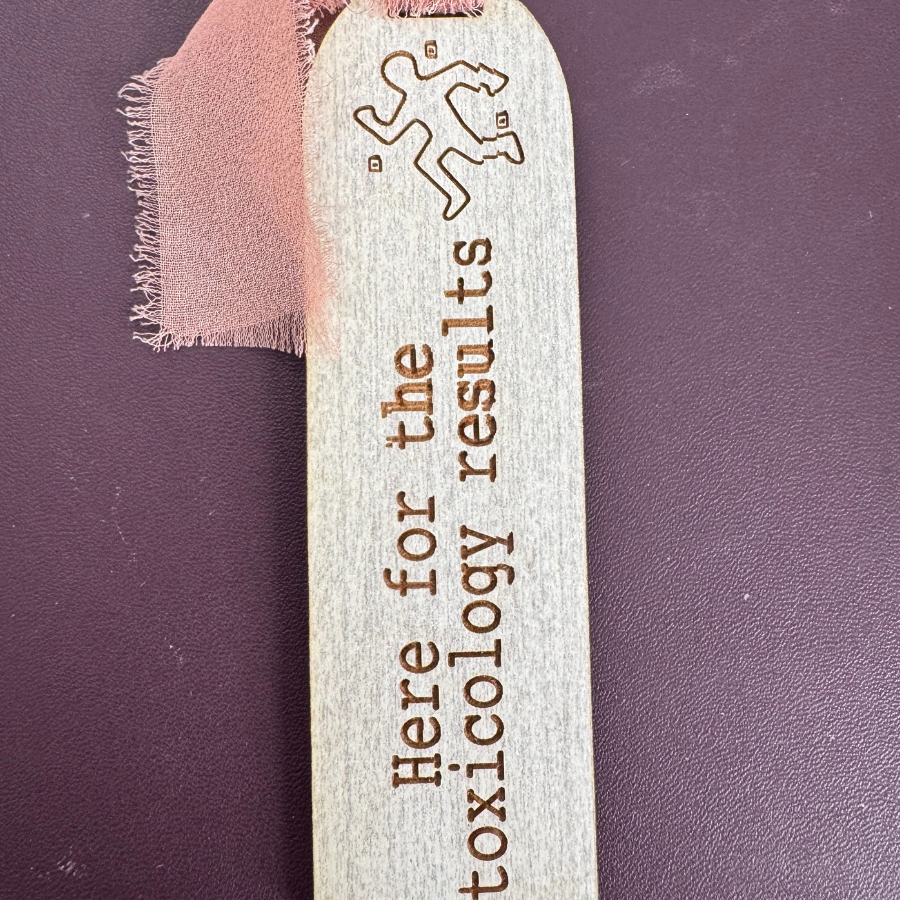 Here for the
toxicology results